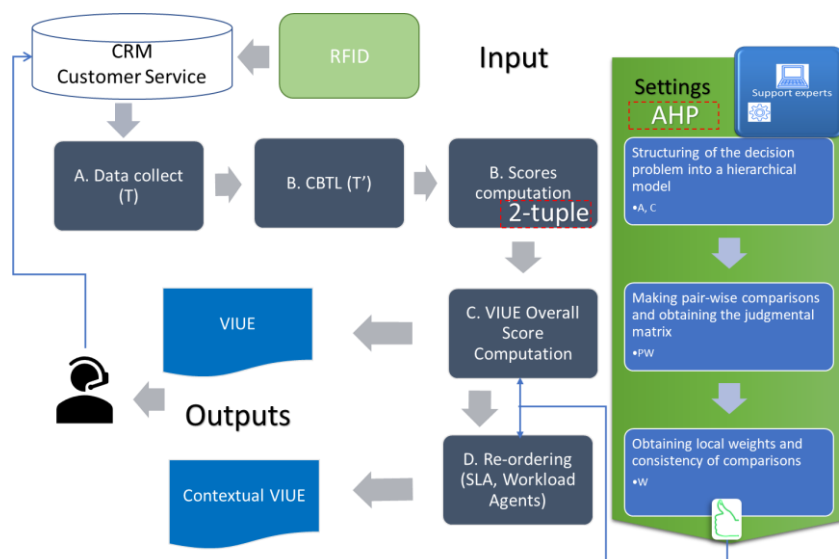 CRM
Customer Service
RFID
Input
A. Data collect
(T)
B. CBTL (T’)
B. Scores
computation
2-tuple
C. VIUE Overall
Score
Computation
VIUE
Outputs
D. Re-ordering
(SLA, Workload
Agents)
Contextual VIUE
Settings
AHP
Support experts
Structuring of the decision
problem into a hierarchical
model
•A, C
Making pair-wise comparisons
and obtaining the judgmental
matrix
•PW
Obtaining local weights and
consistency of comparisons
•W